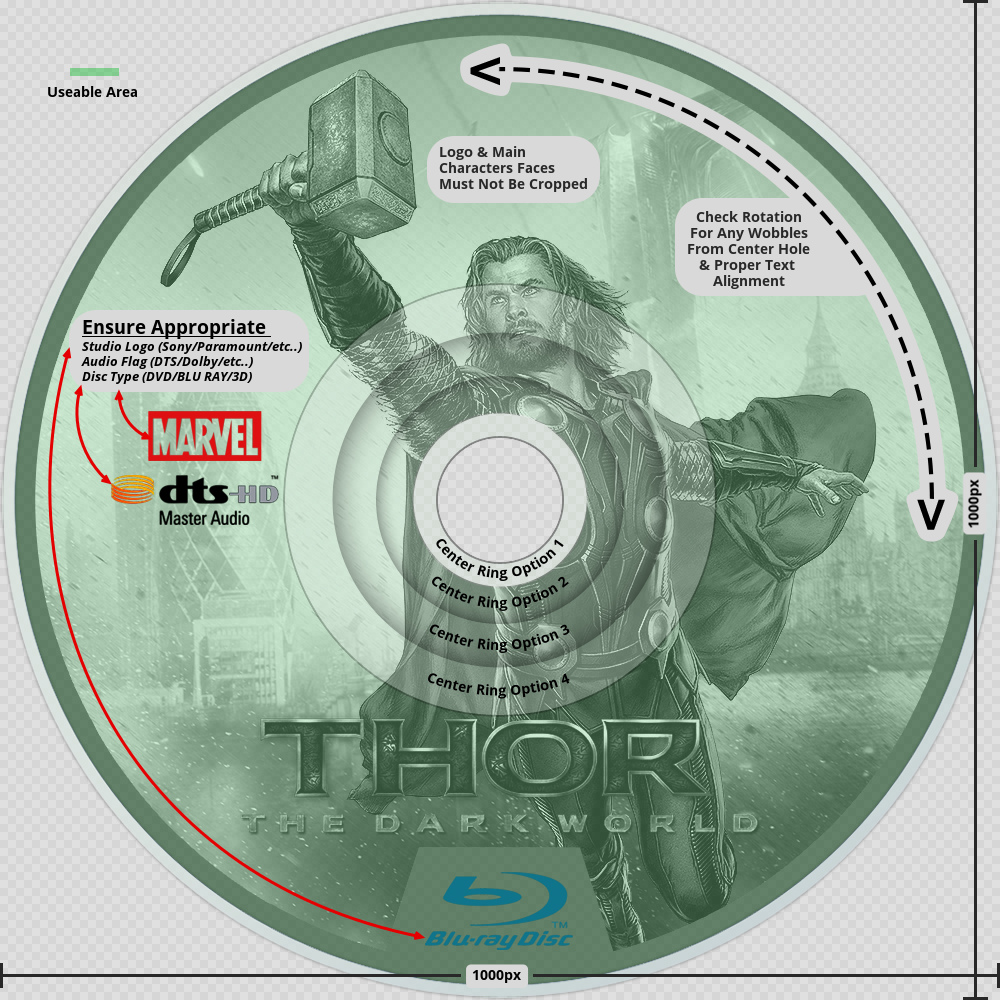 Useable Area
Logo & Main
Characters Faces
Must Not Be Cropped
Check Rotation
For Any Wobbles
From Center Hole
& Proper Text
Alignment
Ensure Appropriate
Studio Logo (Sony/Paramount/etc..)
Audio Flag (DTS/Dolby/etc..)
Disc Type (DVD/BLU RAY/3D)
MARVEL
dts-HD™
Master Audio
1000px
Center Ring Option 1
Center Ring Option 2
Center Ring Option 3
Center Ring Option 4
THOR
THE DARK WORLD
Blu-ray Disc™
1000px